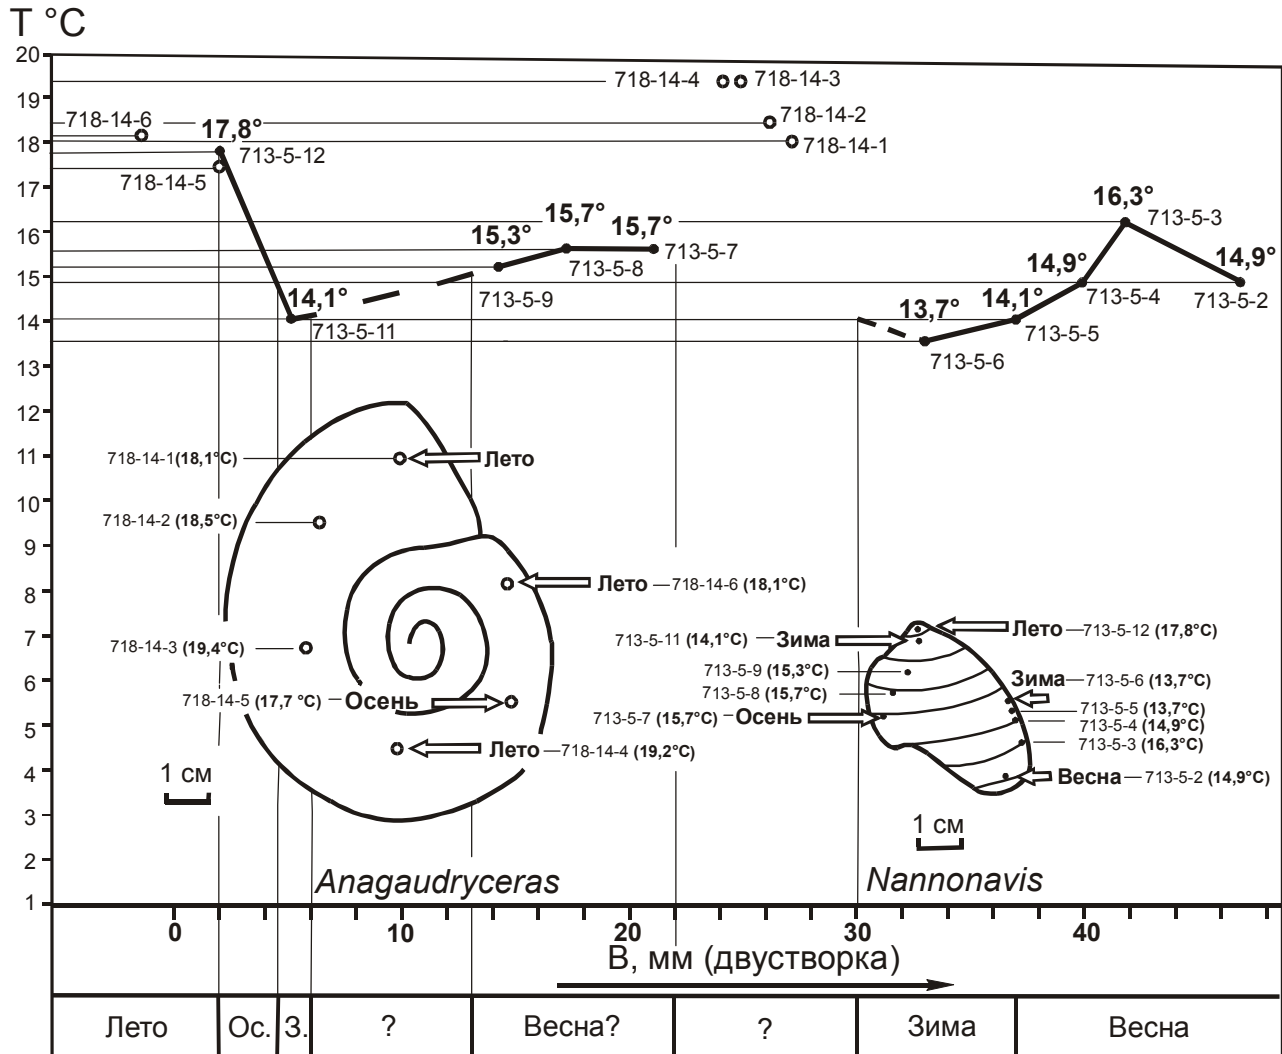 T °C
20
19
18
17
16
15
14
13
12
11
10
9
8
7
6
5
4
3
2
1
718-14-4
718-14-3
718-14-6
718-14-2
17,8°
713-5-12
718-14-1
718-14-5
16,3°
713-5-3
15,7°
15,7°
15,3°
713-5-7
713-5-8
14,9°
14,9°
713-5-9
713-5-4
713-5-2
14,1°
713-5-11
13,7°
14,1°
713-5-5
713-5-6
718-14-1(18,1°C)
Лето
718-14-2 (18,5°C)
Лето
718-14-6 (18,1°C)
718-14-3 (19,4°C)
718-14-5 (17,7 °C)
Осень
Лето
718-14-4 (19,2°C)
1 см
Anagaudryceras
713-5-11 (14,1°C)
Зима
Лето
713-5-12 (17,8°C)
713-5-9 (15,3°C)
713-5-8 (15,7°C)
713-5-7 (15,7°C)
Осень
Зима
713-5-6 (13,7°C)
713-5-5 (13,7°C)
713-5-4 (14,9°C)
713-5-3 (16,3°C)
Весна
713-5-2 (14,9°C)
1 см
Nannonavis
0 10 20 30 40
В, мм (двустворка)
Лето Ос. З. ? Весна? ? Зима Весна